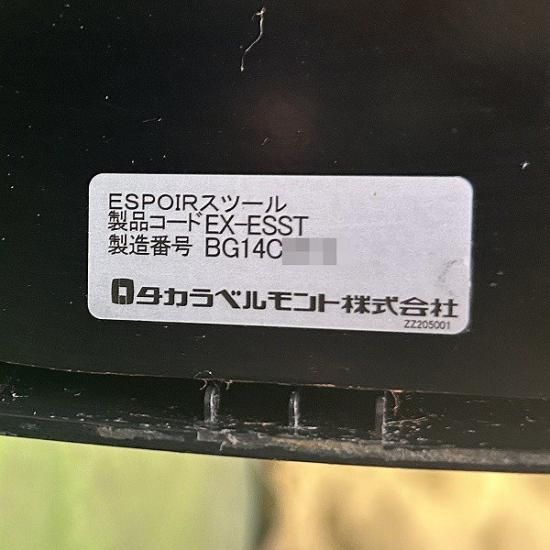 ESPOIRスツール
製品コードEX-ESST
製造番号 BG14C
タカラベルモント株式会社
ZZ205001